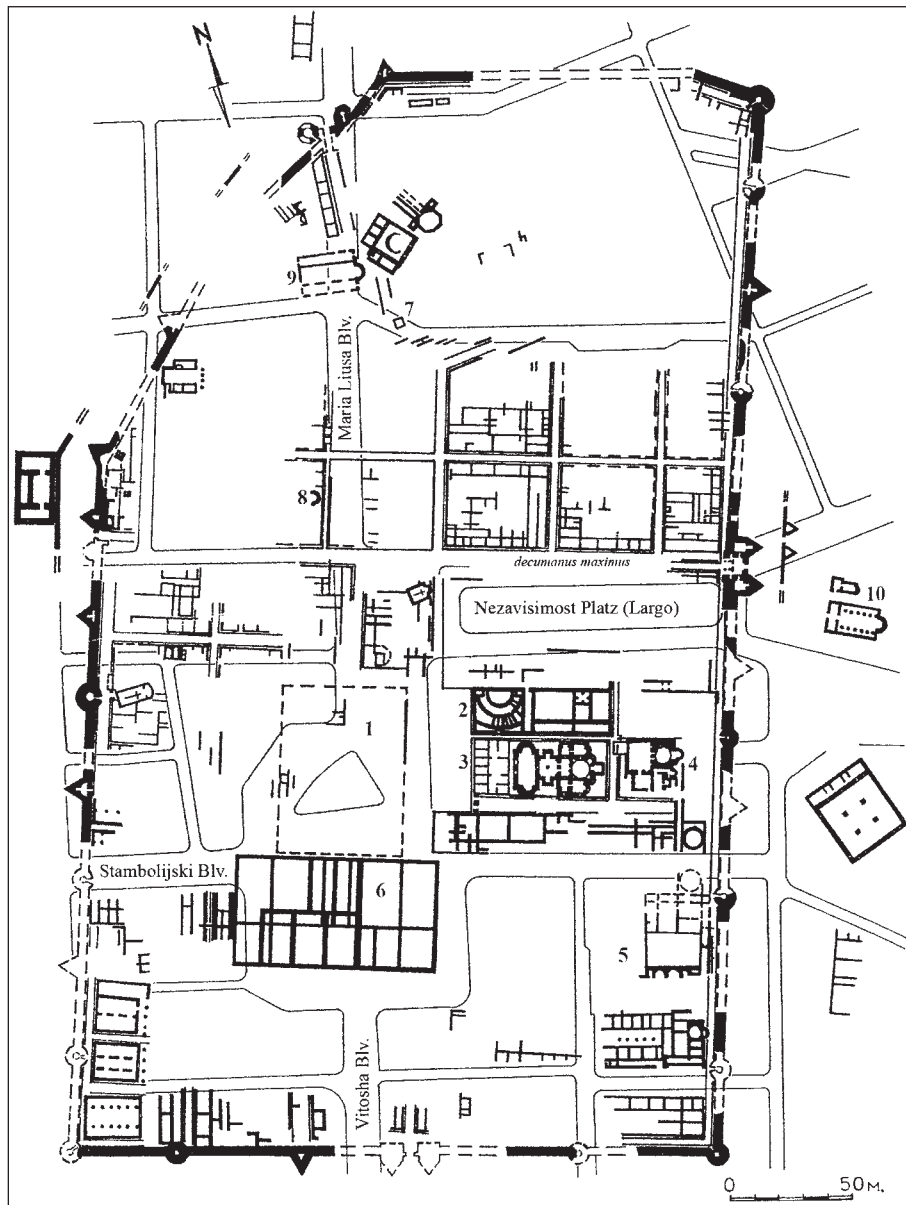 N
9
7
Maria Liusa Blv.
8
decumanus maximus
Nezavisimost Platz (Largo)
10
1
2
3
4
Stambolijski Blv.
6
5
Vitosha Blv.
0 50 м.